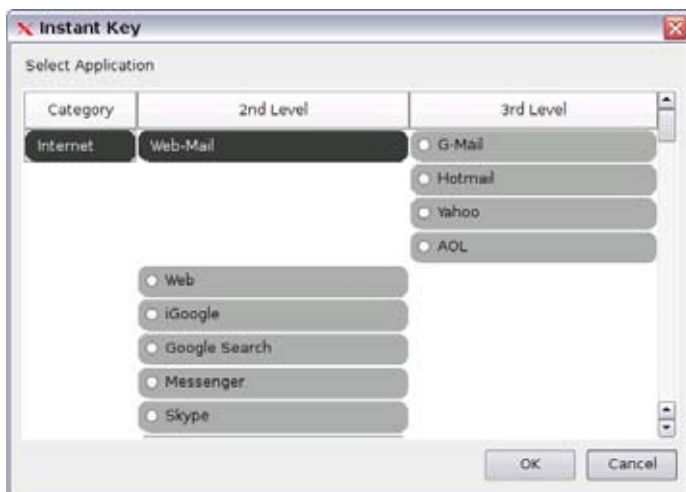 Instant Key
Select Application
Category 2nd Level 3rd Level
Internet Web-Mail G-Mail
Hotmail
Yahoo
AOL
Web
iGoogle
Google Search
Messenger
Skype
OK Cancel